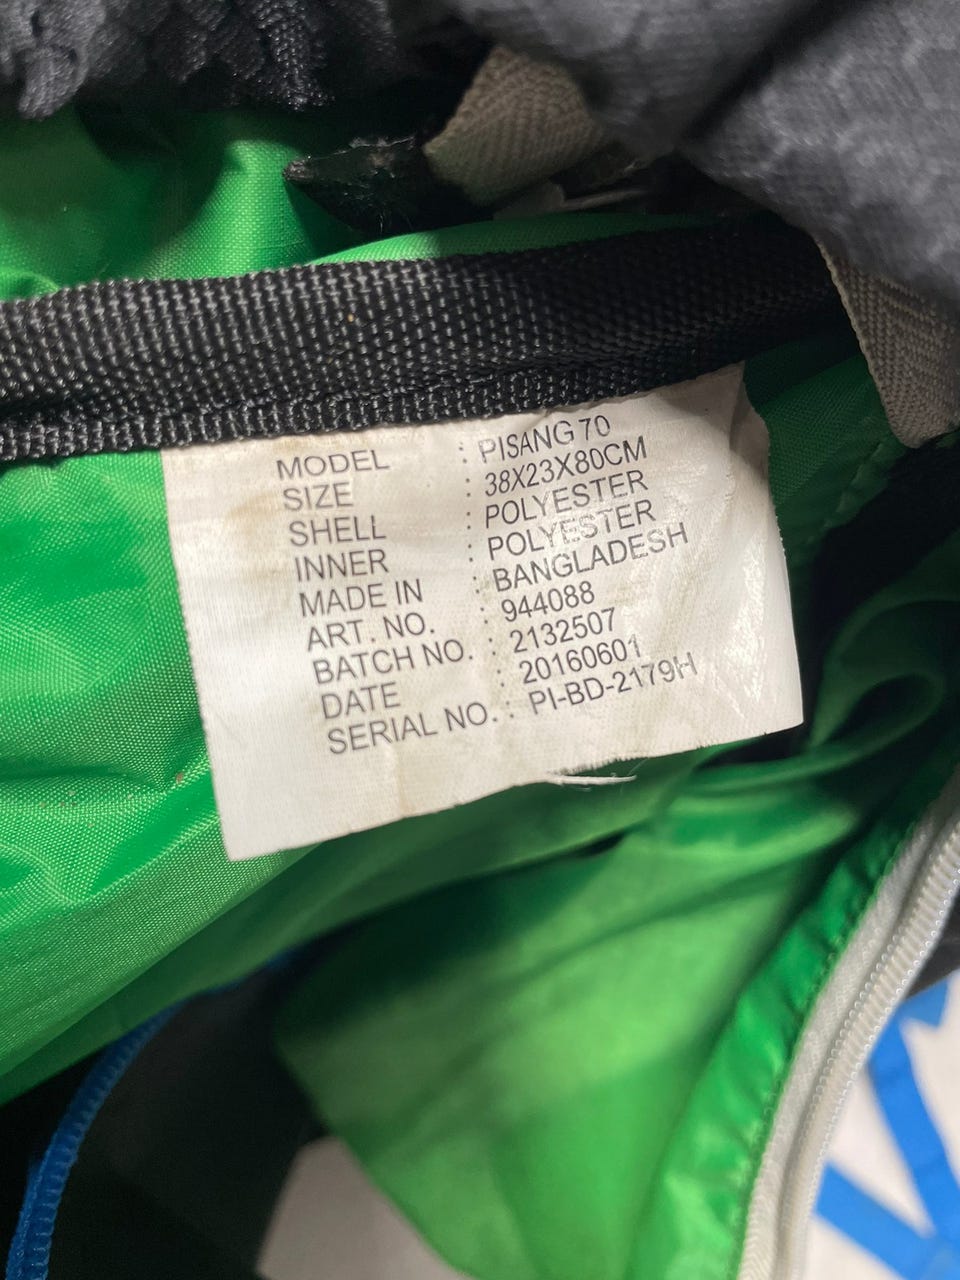 MODEL : PISANG 70
SIZE : 38X23X80CM
SHELL : POLYESTER
INNER : POLYESTER
MADE IN : BANGLADESH
ART. NO. : 944088
BATCH NO. : 2132507
DATE : 20160601
SERIAL NO. : PI-BD-2179H